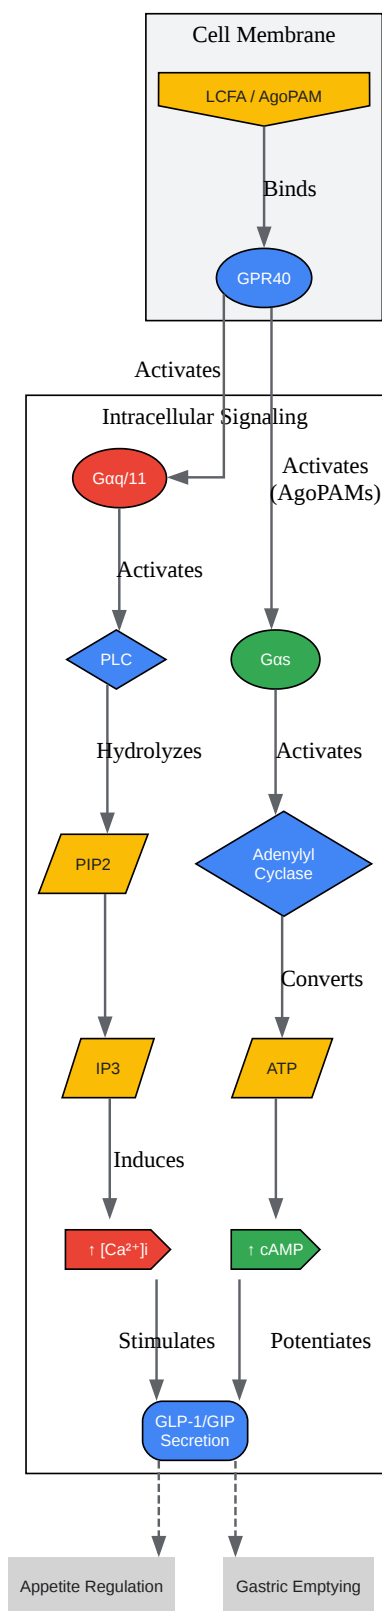 Cell Membrane
LCFA / AgoPAM
Binds
GPR40
Activates
Intracellular Signaling
Activates
(AgoPAMs)
Gαq/11
Activates
PLC
Gαs
Hydrolyzes
Activates
PIP2
Adenylyl
Cyclase
Converts
IP3
ATP
Induces
↑ [Ca²⁺]i
↑ cAMP
Stimulates
Potentiates
GLP-1/GIP
Secretion
Appetite Regulation
Gastric Emptying